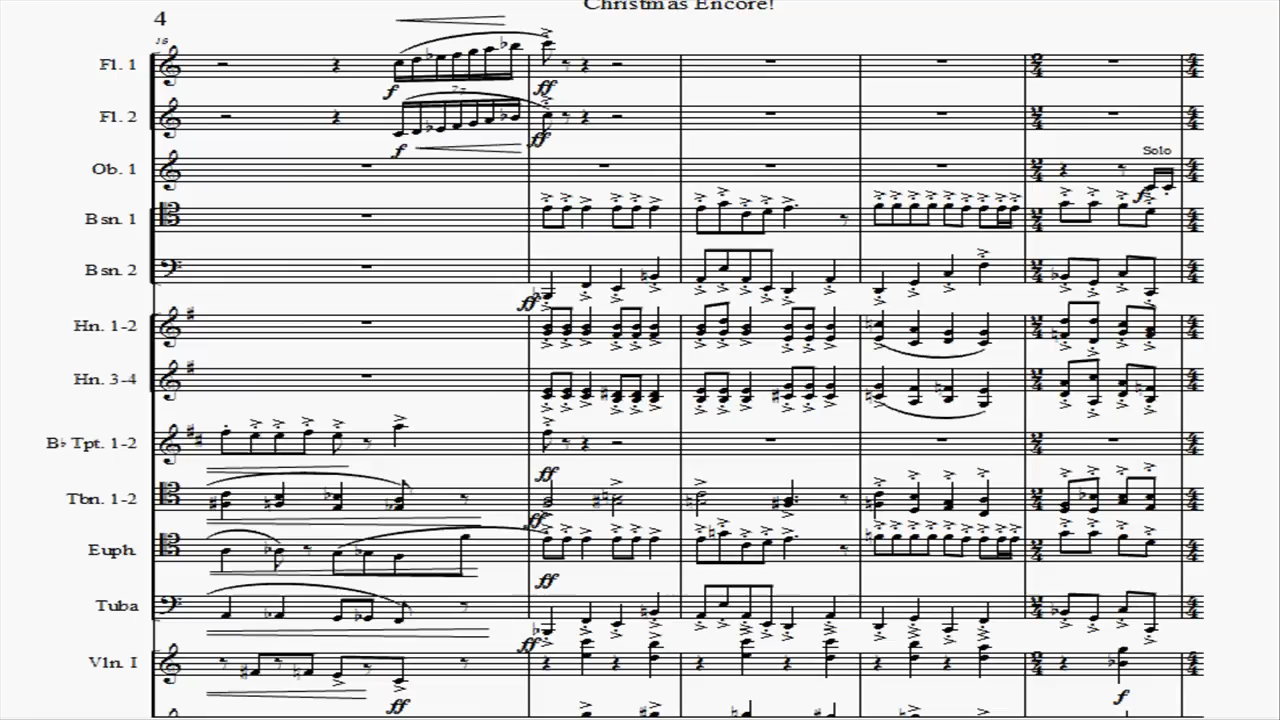 Christmas Encore!
4
16
Fl. 1
f
ff
7
Fl. 2
f
ff
Ob. 1
Solo
f
Bsn. 1
Bsn. 2
ff
Hn. 1-2
Hn. 3-4
B♭ Tpt. 1-2
ff
Tbn. 1-2
ff
Euph.
ff
Tuba
ff
Vln. I
ff
f